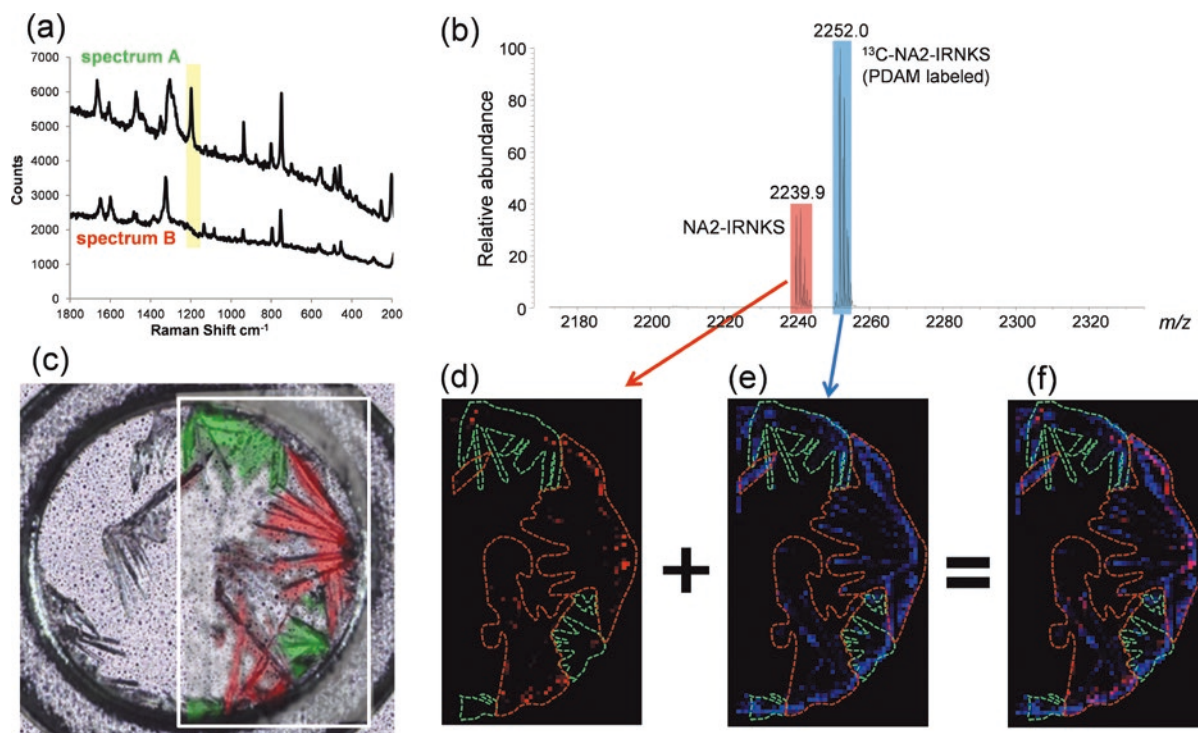 (a)
spectrum A
7000
6000
5000
4000
3000
2000
1000
0
Counts
spectrum B
1800 1600 1400 1200 1000 800 600 400 200
Raman Shift cm⁻¹
(b)
2252.0
¹³C-NA2-IRNKS
(PDAM labeled)
100
80
60
40
20
0
Relative abundance
2239.9
NA2-IRNKS
2180 2200 2220 2240 2260 2280 2300 2320 m/z
(c)
(d)
(e)
(f)
+
=